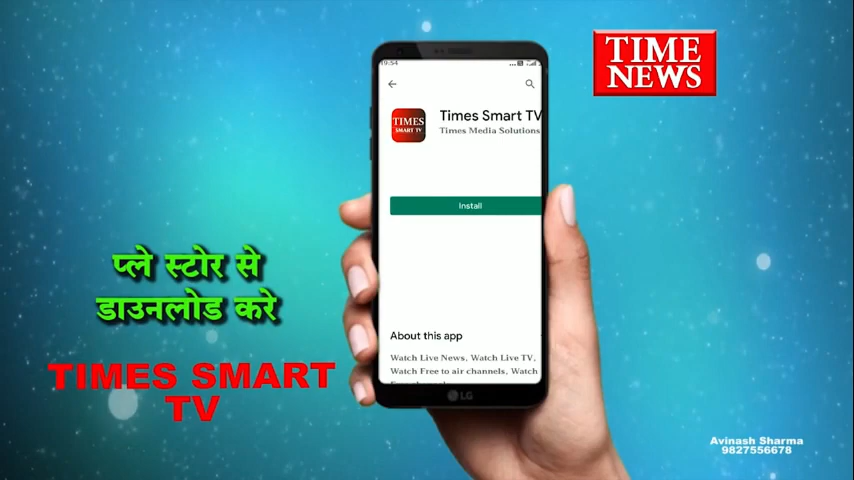 TIME
NEWS
19:54
Times Smart TV
TIMES
SMART TV
Times Media Solutions
Install
प्ले स्टोर से
डाउनलोड करे
TIMES SMART
TV
About this app
Watch Live News, Watch Live TV,
Watch Free to air channels, Watch
LG
Avinash Sharma
9827556678